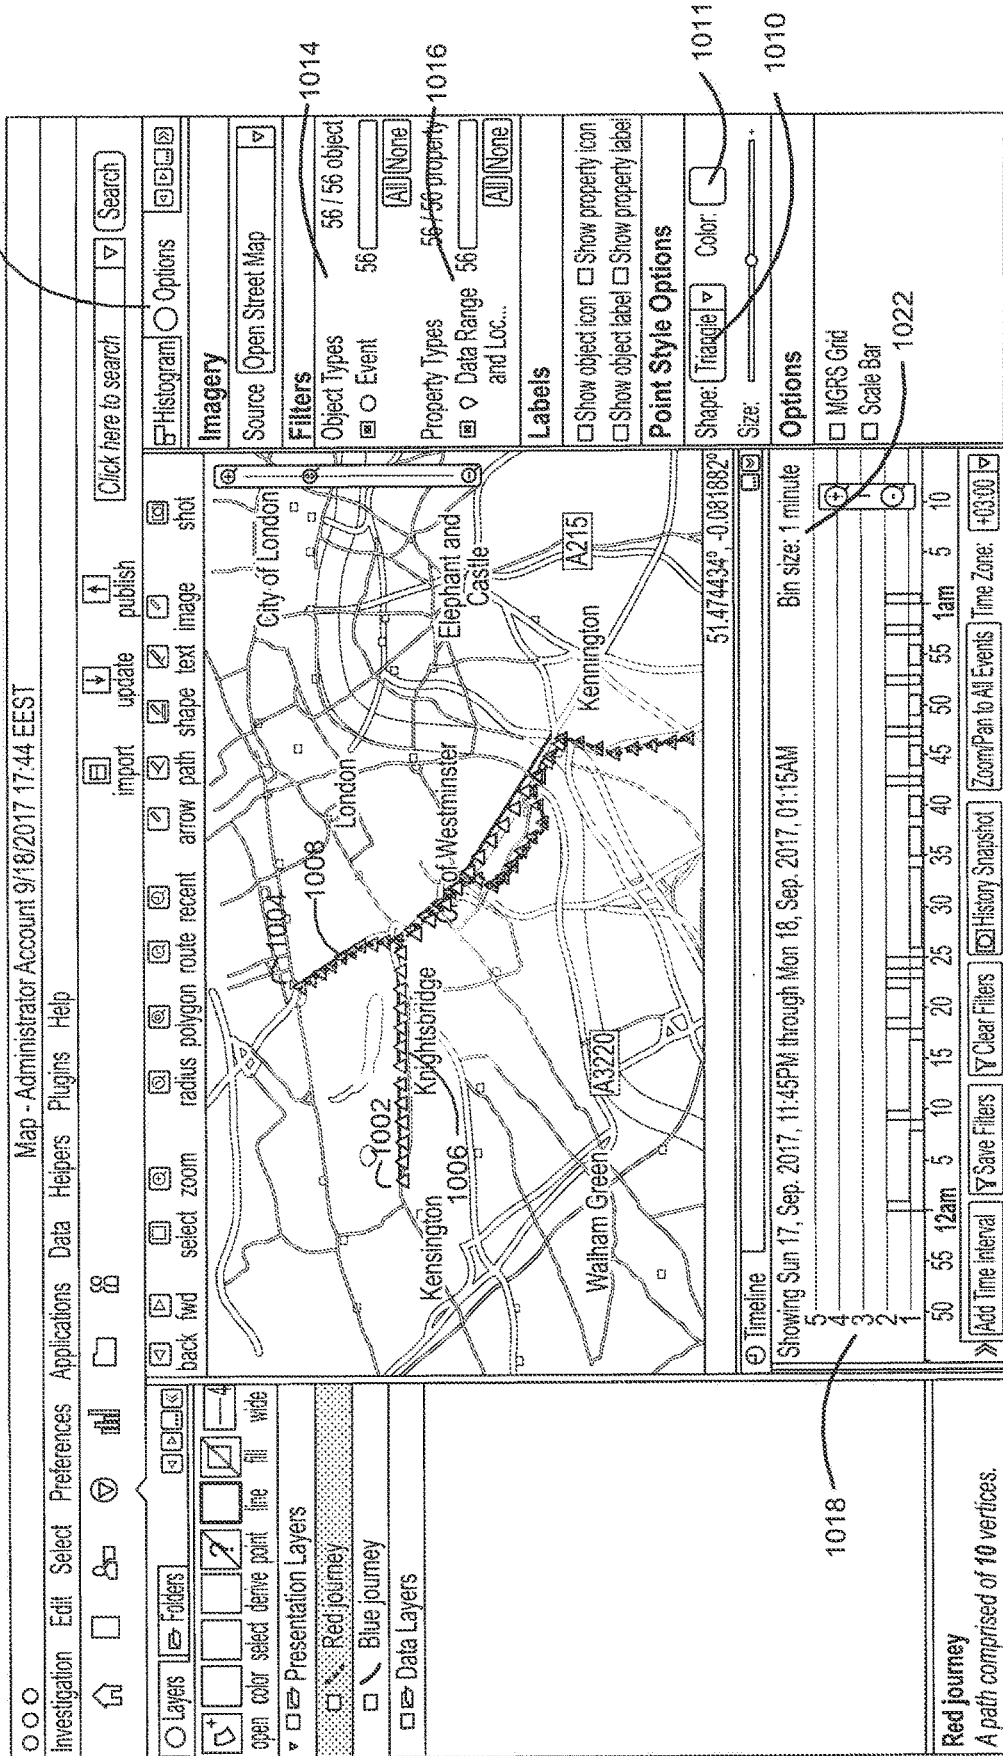 Map - Administrator Account 9/18/2017 17:44 EEST
Investigation Edit Select Preferences Applications Data Helpers Plugins Help
import update publish
Click here to search Search
Layers Folders
open color select derive point line fill wide
4
?
Presentation Layers
Red journey
Blue journey
Data Layers
Red journey
A path comprised of 10 vertices.
back fwd select zoom radius polygon route recent arrow path shape text image shot
City of London
London
1004
1008
Elephant and
Castle
of Westminster
A215
Kennington
1002
Knightsbridge
1006
Kensington
A3220
Walham Green
51.474434º, -0.081882º
Timeline
Showing Sun 17, Sep. 2017, 11:45PM through Mon 18, Sep. 2017, 01:15AM
Bin size: 1 minute
5
4
3
2
1
50 55 12am 5 10 15 20 25 30 35 40 45 50 55 1am 5 10
Add Time Interval Save Filters Clear Filters History Snapshot Zoom/Pan to All Events Time Zone: +03:00
Histogram Options
Imagery
Source Open Street Map
Filters
Object Types 56 / 56 object
Event 56
All None
Property Types 56 / 56 property
Data Range 56
and Loc...
All None
Labels
Show object icon Show property icon
Show object label Show property label
Point Style Options
Shape: Triangle Color:
Size: - +
Options
MGRS Grid
Scale Bar
1014
1016
1011
1010
1022
1018